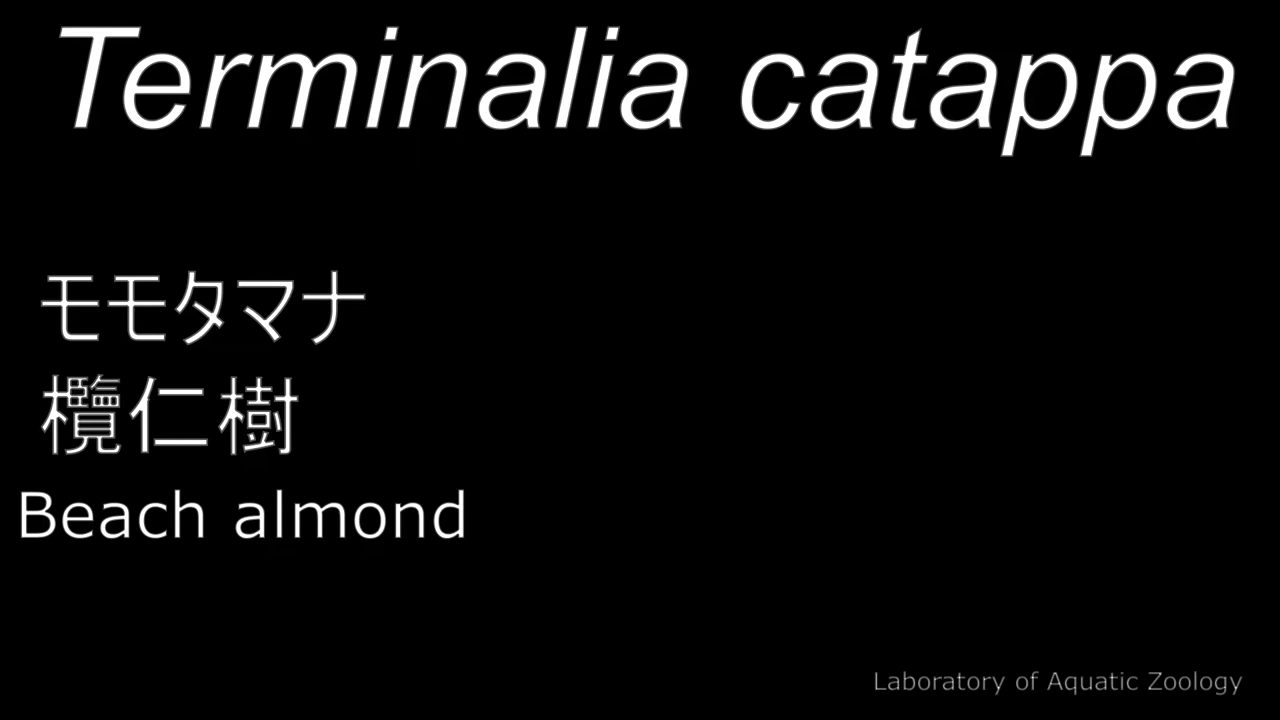 Terminalia catappa
モモタマナ
欖仁樹
Beach almond
Laboratory of Aquatic Zoology